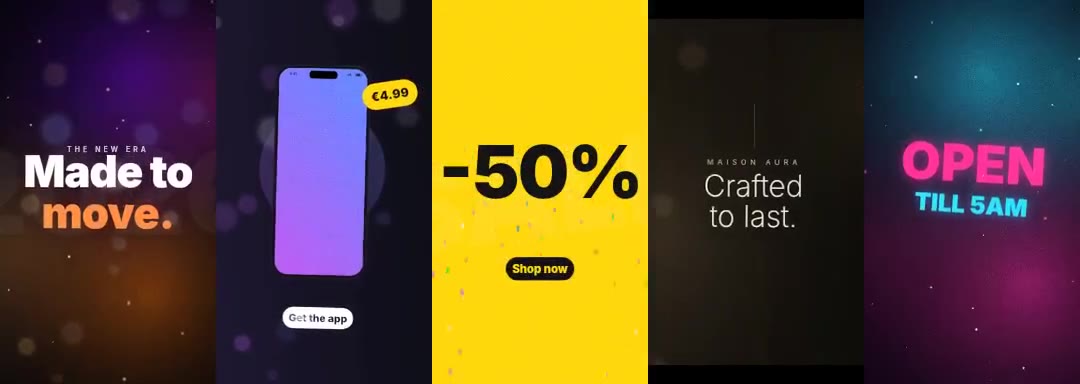 THE NEW ERA
Made to
move.
€4.99
Get the app
-50%
Shop now
MAISON AURA
Crafted
to last.
OPEN
TILL 5AM